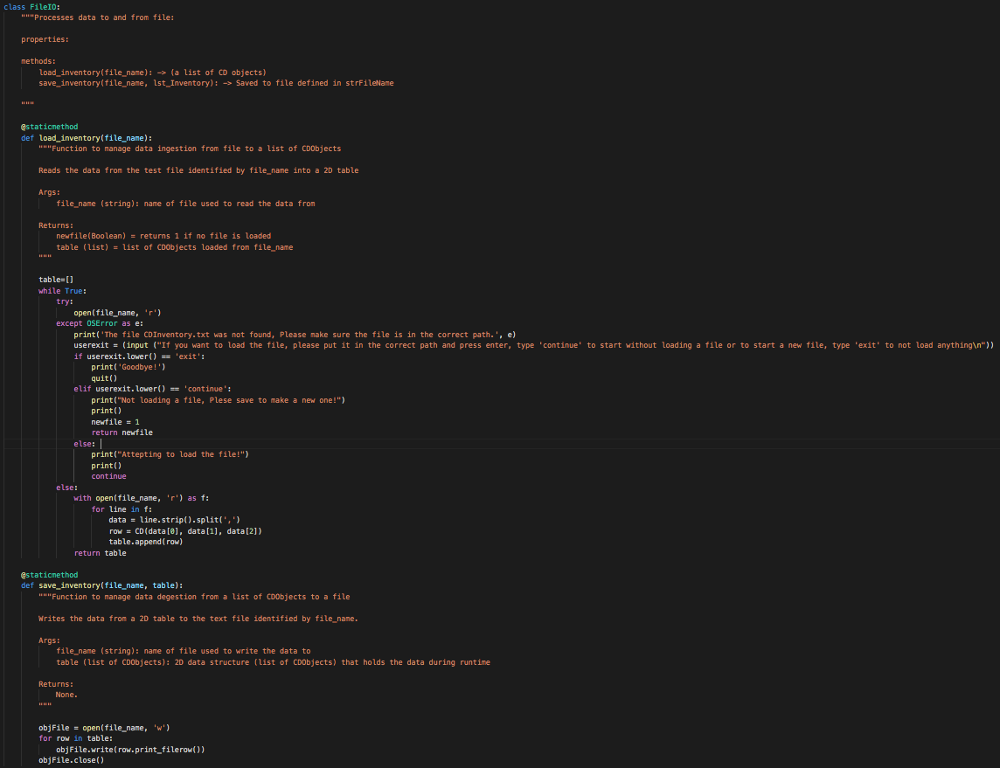 class FileIO:
"""Processes data to and from file:
properties:
methods:
load_inventory(file_name): -> (a list of CD objects)
save_inventory(file_name, lst_Inventory): -> Saved to file defined in strFileName
"""
@staticmethod
def load_inventory(file_name):
"""Function to manage data ingestion from file to a list of CDObjects
Reads the data from the test file identified by file_name into a 2D table
Args:
file_name (string): name of file used to read the data from
Returns:
newfile(Boolean) = returns 1 if no file is loaded
table (list) = list of CDObjects loaded from file_name
"""
table=[]
while True:
try:
open(file_name, 'r')
except OSError as e:
print('The file CDInventory.txt was not found, Please make sure the file is in the correct path.', e)
userexit = (input ("If you want to load the file, please put it in the correct path and press enter, type 'continue' to start without loading a file or to start a new file, type 'exit' to not load anything\n"))
if userexit.lower() == 'exit':
print('Goodbye!')
quit()
elif userexit.lower() == 'continue':
print("Not loading a file, Plese save to make a new one!")
print()
newfile = 1
return newfile
else:
print("Attepting to load the file!")
print()
continue
else:
with open(file_name, 'r') as f:
for line in f:
data = line.strip().split(',')
row = CD(data[0], data[1], data[2])
table.append(row)
return table
@staticmethod
def save_inventory(file_name, table):
"""Function to manage data degestion from a list of CDObjects to a file
Writes the data from a 2D table to the text file identified by file_name.
Args:
file_name (string): name of file used to write the data to
table (list of CDObjects): 2D data structure (list of CDObjects) that holds the data during runtime
Returns:
None.
"""
objFile = open(file_name, 'w')
for row in table:
objFile.write(row.print_filerow())
objFile.close()